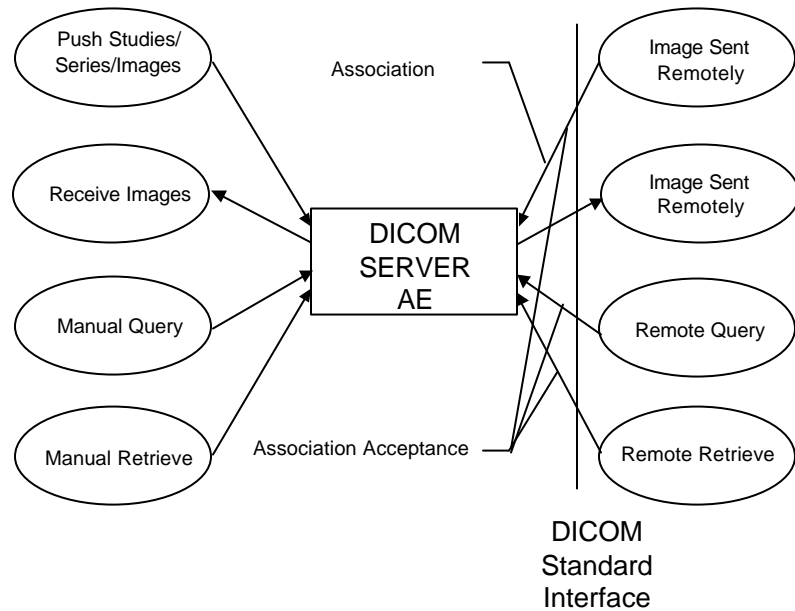 Push Studies/
Series/Images
Association
Image Sent
Remotely
Receive Images
Image Sent
Remotely
DICOM
SERVER
AE
Manual Query
Remote Query
Manual Retrieve
Association Acceptance
Remote Retrieve
DICOM
Standard
Interface